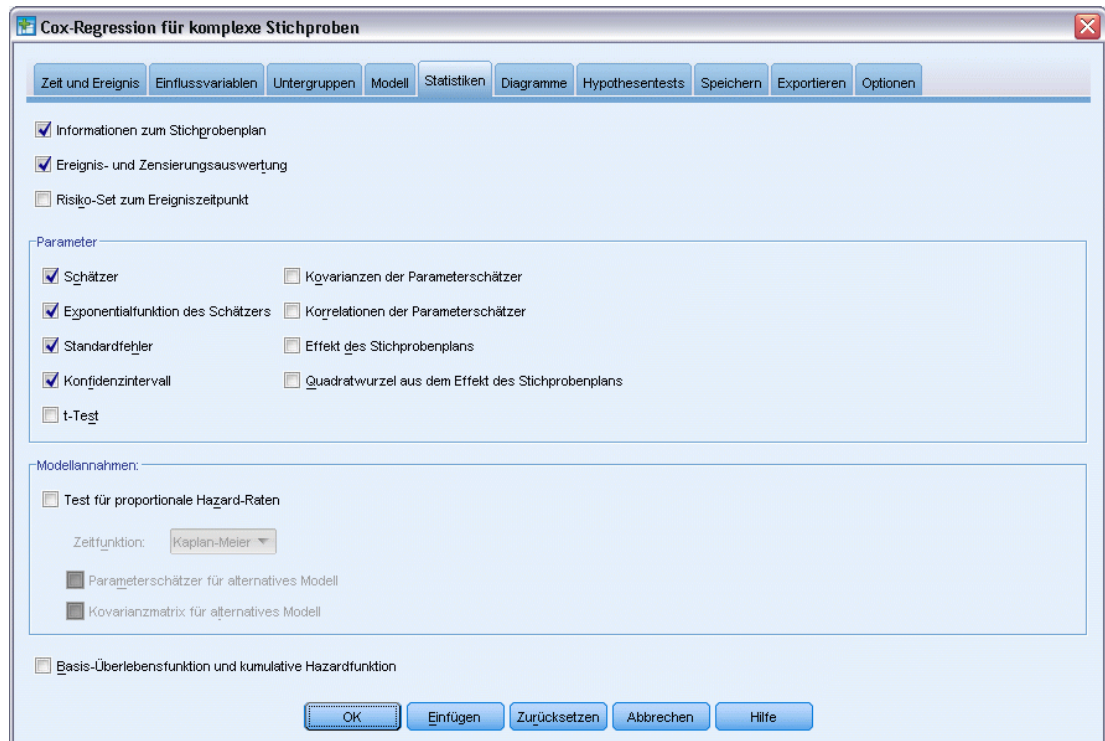 Cox-Regression für komplexe Stichproben
Zeit und Ereignis Einflussvariablen Untergruppen Modell Statistiken Diagramme Hypothesentests Speichern Exportieren Optionen
Informationen zum Stichprobenplan
Ereignis- und Zensierungsauswertung
Risiko-Set zum Ereigniszeitpunkt
Parameter
Schätzer Kovarianzen der Parameterschätzer
Exponentialfunktion des Schätzers Korrelationen der Parameterschätzer
Standardfehler Effekt des Stichprobenplans
Konfidenzintervall Quadratwurzel aus dem Effekt des Stichprobenplans
t-Test
Modellannahmen:
Test für proportionale Hazard-Raten
Zeitfunktion: Kaplan-Meier
Parameterschätzer für alternatives Modell
Kovarianzmatrix für alternatives Modell
Basis-Überlebensfunktion und kumulative Hazardfunktion
OK Einfügen Zurücksetzen Abbrechen Hilfe